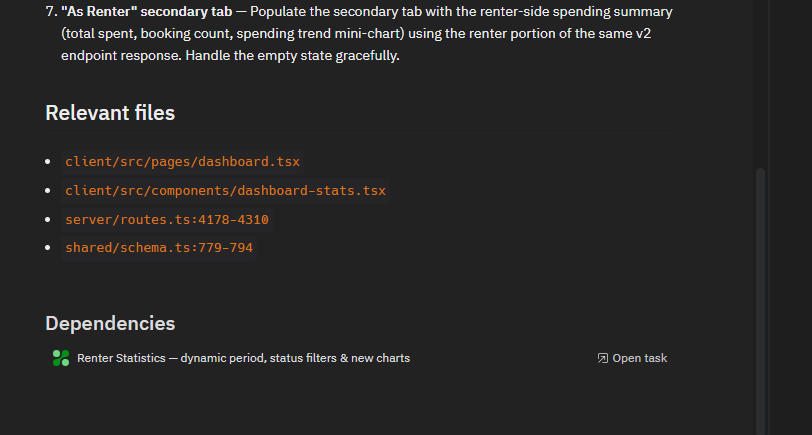 7. "As Renter" secondary tab — Populate the secondary tab with the renter-side spending summary
(total spent, booking count, spending trend mini-chart) using the renter portion of the same v2
endpoint response. Handle the empty state gracefully.
Relevant files
• client/src/pages/dashboard.tsx
• client/src/components/dashboard-stats.tsx
• server/routes.ts:4178-4310
• shared/schema.ts:779-794
Dependencies
Renter Statistics — dynamic period, status filters & new charts Open task